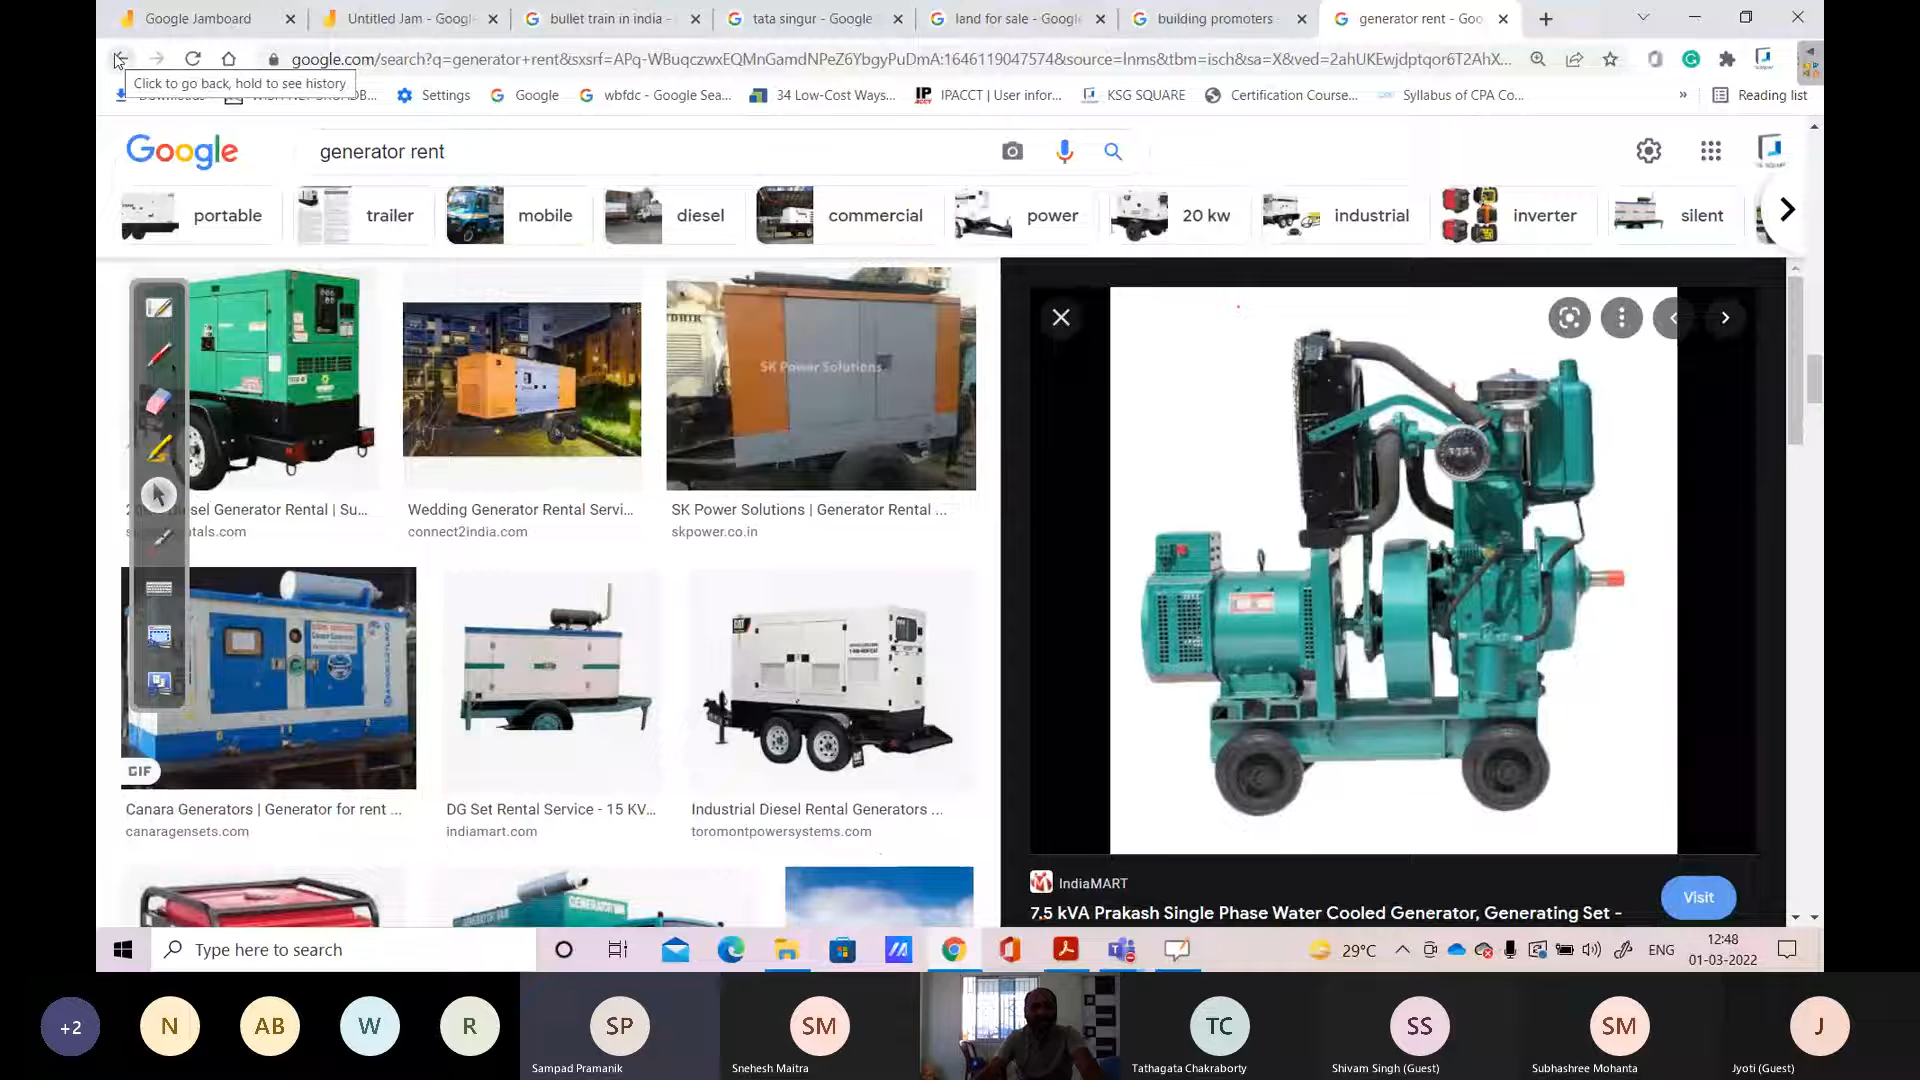 Google Jamboard
Untitled Jam - Googl
bullet train in india -
tata singur - Google
land for sale - Google
building promoters
generator rent - Goo
google.com/search?q=generator+rent&sxsrf=APq-WBuqczwxEQMnGamdNPeZ6YbgyPuDmA:1646119047574&source=lnms&tbm=isch&sa=X&ved=2ahUKEwjdptqor6T2AhX...
Click to go back, hold to see history
Settings
Google
wbfdc - Google Sea...
34 Low-Cost Ways...
IPACCT | User infor...
KSG SQUARE
Certification Course...
Syllabus of CPA Co...
»
Reading list
Google
generator rent
portable
trailer
mobile
diesel
commercial
power
20 kw
industrial
inverter
silent
SK Power Solutions
esel Generator Rental | Su...
tals.com
Wedding Generator Rental Servi...
connect2india.com
SK Power Solutions | Generator Rental ...
skpower.co.in
CAT
GIF
Canara Generators | Generator for rent ...
canaragensets.com
DG Set Rental Service - 15 KV...
indiamart.com
Industrial Diesel Rental Generators ...
toromontpowersystems.com
GENERATOR VAN
IndiaMART
7.5 kVA Prakash Single Phase Water Cooled Generator, Generating Set -
Visit
Type here to search
29°C
ENG
12:48
01-03-2022
+2
N
AB
W
R
SP
Sampad Pramanik
SM
Snehesh Maitra
TC
Tathagata Chakraborty
SS
Shivam Singh (Guest)
SM
Subhashree Mohanta
J
Jyoti (Guest)